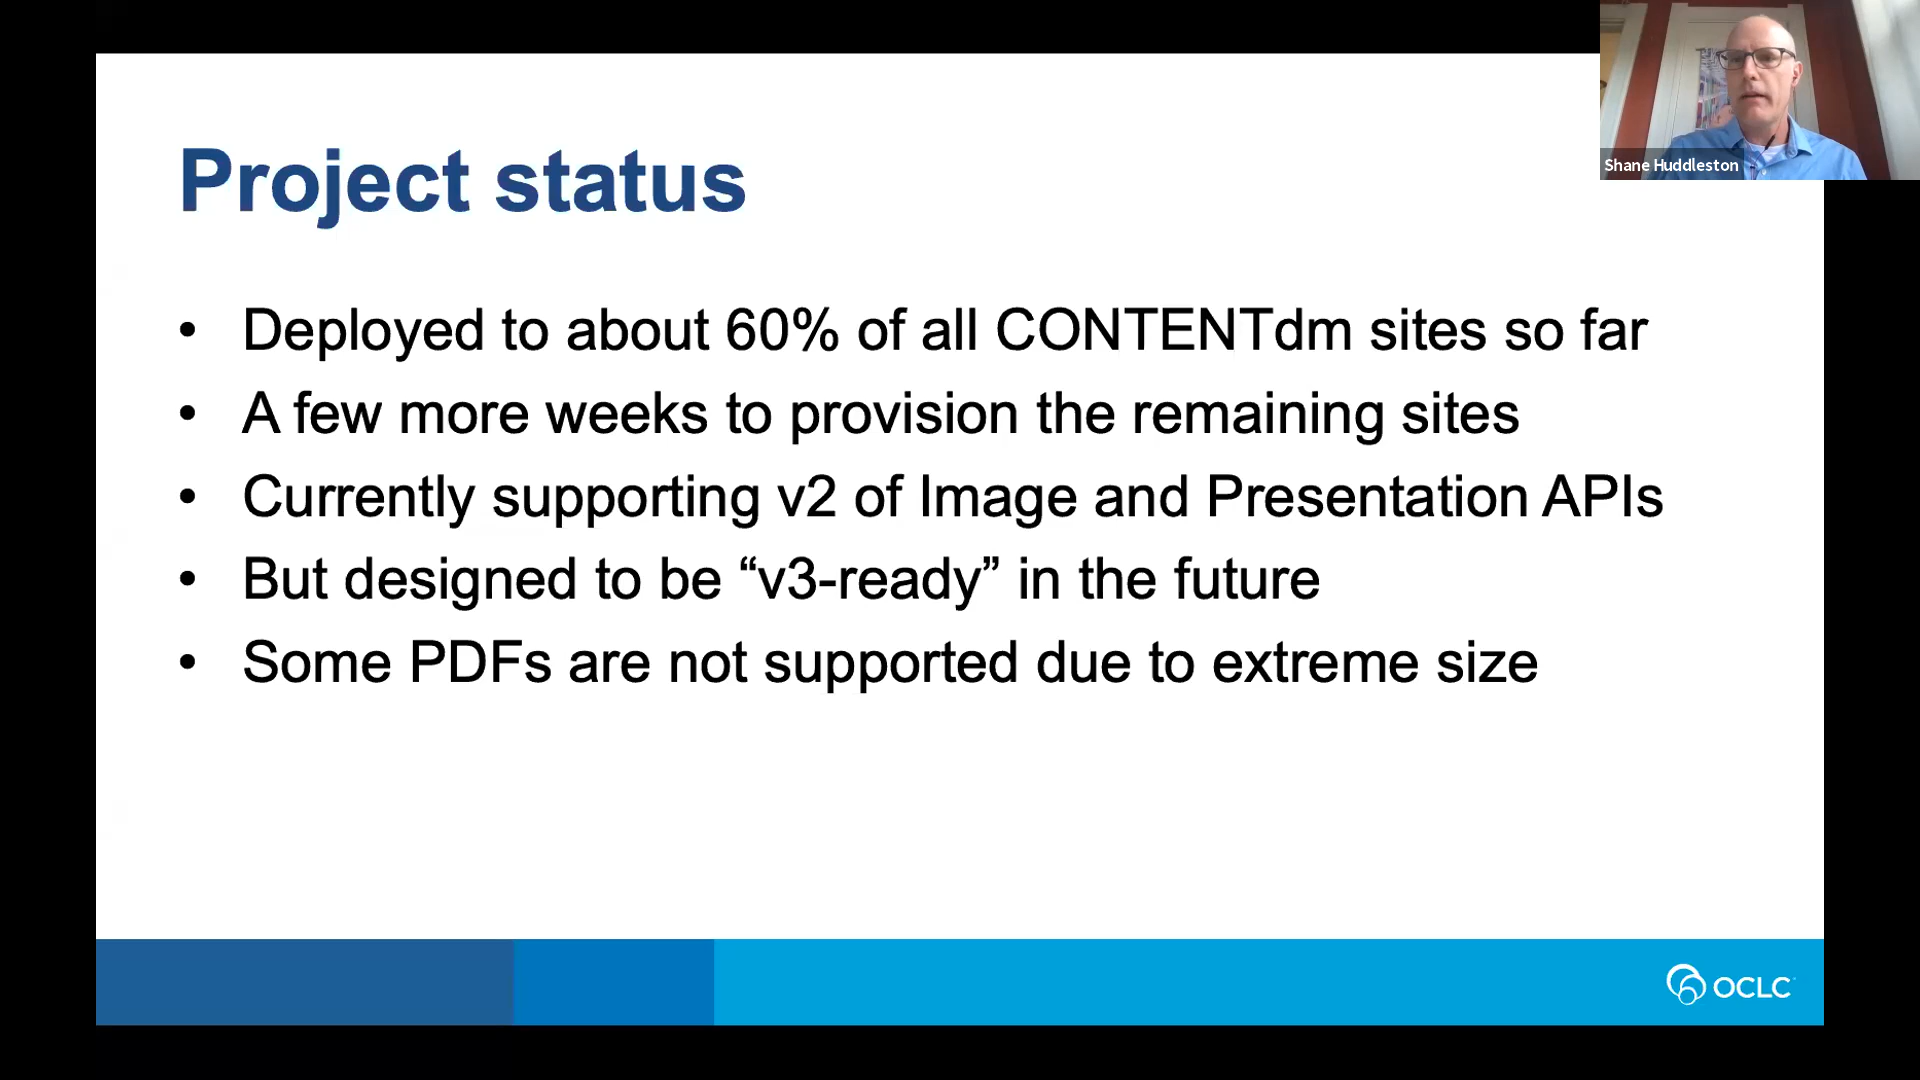 Project status
• Deployed to about 60% of all CONTENTdm sites so far
• A few more weeks to provision the remaining sites
• Currently supporting v2 of Image and Presentation APIs
• But designed to be “v3-ready” in the future
• Some PDFs are not supported due to extreme size
Shane Huddleston
OCLC